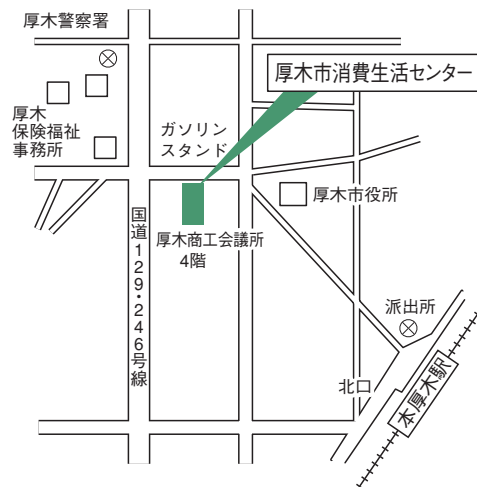 厚木警察署
厚木市消費生活センター
厚木
保険福祉
事務所
ガソリン
スタンド
厚木市役所
厚木商工会議所
4階
国道129・246号線
派出所
北口
本厚木駅